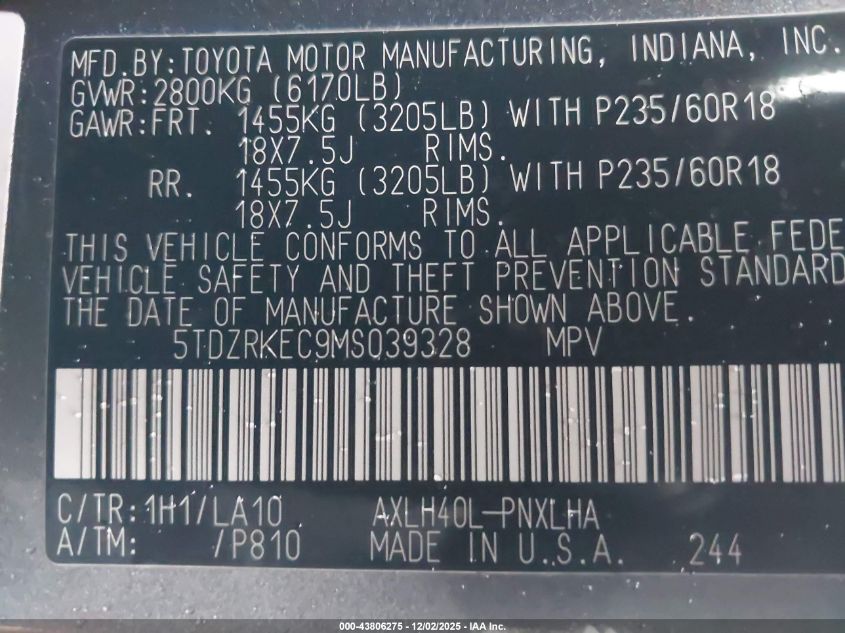 MFD.BY:TOYOTA MOTOR MANUFACTURING, INDIANA, INC.
GVWR:2800KG (6170LB)
GAWR:FRT. 1455KG (3205LB) WITH P235/60R18
18X7.5J RIMS.
RR. 1455KG (3205LB) WITH P235/60R18
18X7.5J RIMS.
THIS VEHICLE CONFORMS TO ALL APPLICABLE FEDE
VEHICLE SAFETY AND THEFT PREVENTION STANDARD
THE DATE OF MANUFACTURE SHOWN ABOVE.
5TDZRKEC9MS039328 MPV
C/TR:1H1/LA10 AXLH40L-PNXLHA
A/TM: /P810 MADE IN U.S.A. 244
000-43806275 - 12/02/2025 - IAA Inc.